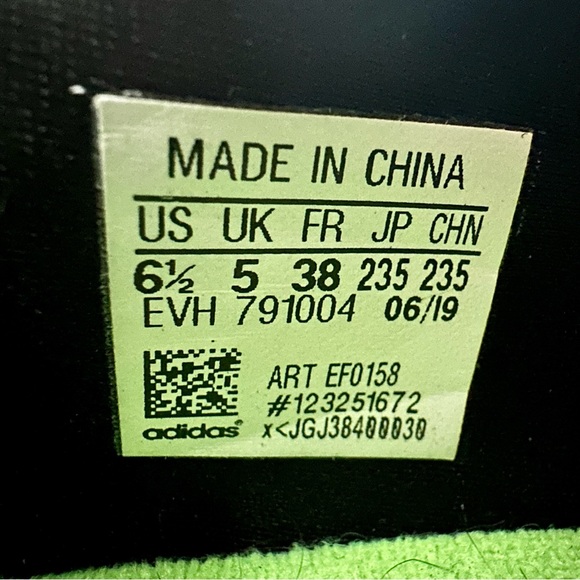 MADE IN CHINA
US UK FR JP CHN
6½ 5 38 235 235
EVH 791004 06/19
ART EF0158
#123251672
adidas x<JGJ38400030